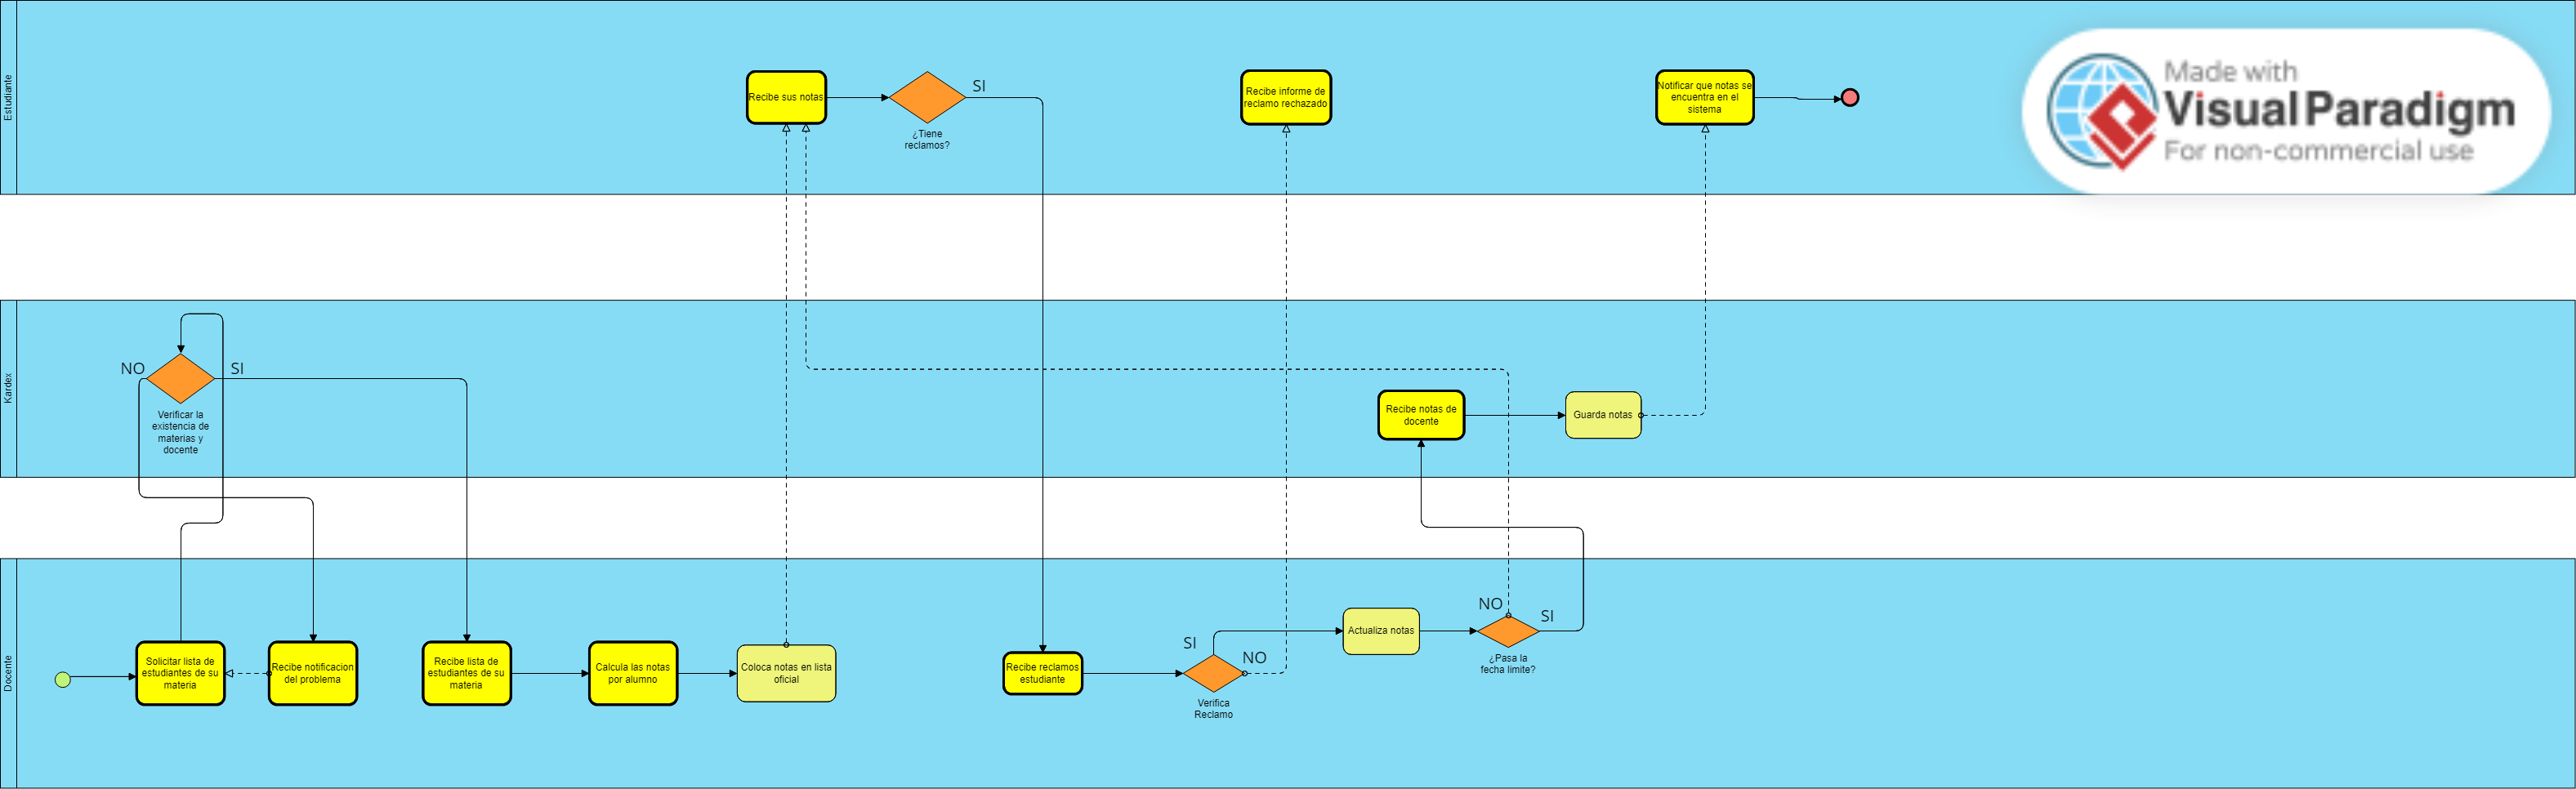 Estudiante
Recibe sus notas
SI
¿Tiene
reclamos?
Recibe informe de
reclamo rechazado
Notificar que notas se
encuentra en el
sistema
Made with
Visual Paradigm
For non-commercial use
Kardex
NO
SI
Verificar la
existencia de
materias y
docente
Recibe notas de
docente
Guarda notas
Docente
Solicitar lista de
estudiantes de su
materia
Recibe notificacion
del problema
Recibe lista de
estudiantes de su
materia
Calcula las notas
por alumno
Coloca notas en lista
oficial
Recibe reclamos
estudiante
SI
NO
Verifica
Reclamo
Actualiza notas
NO
SI
¿Pasa la
fecha limite?